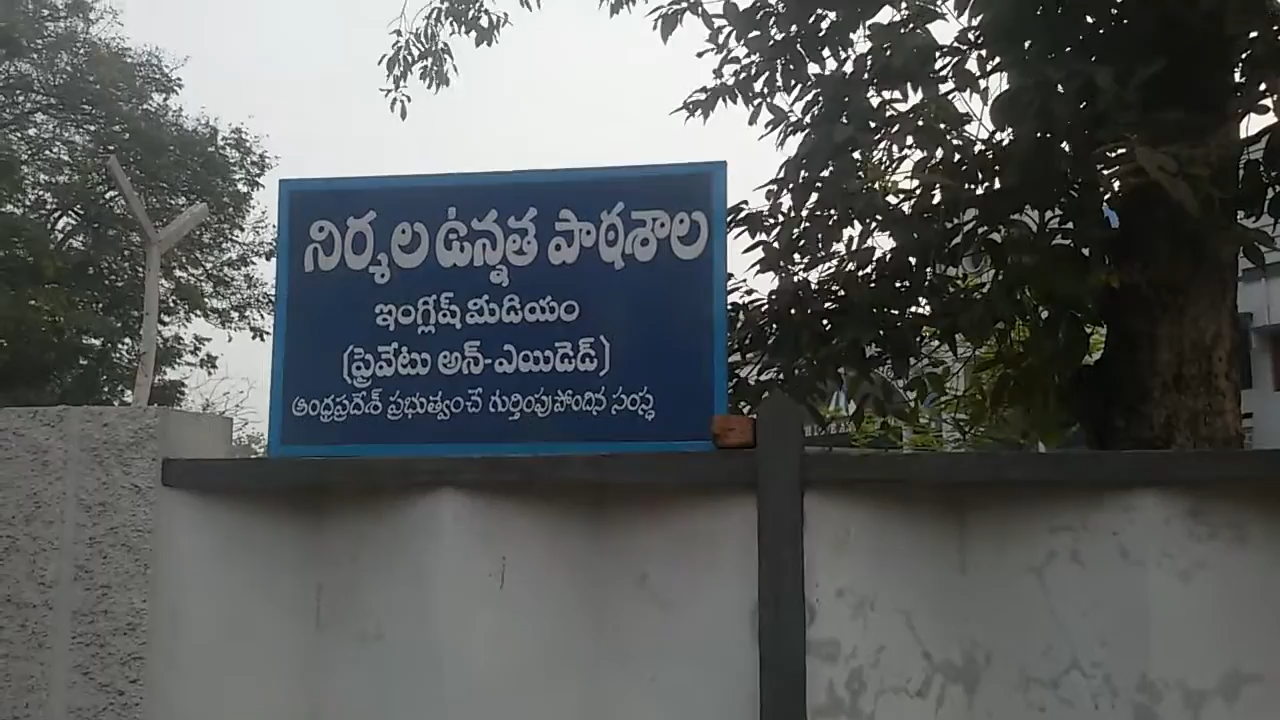 నిర్మల ఉన్నత పాఠశాల
ఇంగ్లీష్ మీడియం
(ప్రైవేటు అన్-ఎయిడెడ్)
ఆంధ్రప్రదేశ్ ప్రభుత్వంచే గుర్తింపుపోందిన సంస్థ